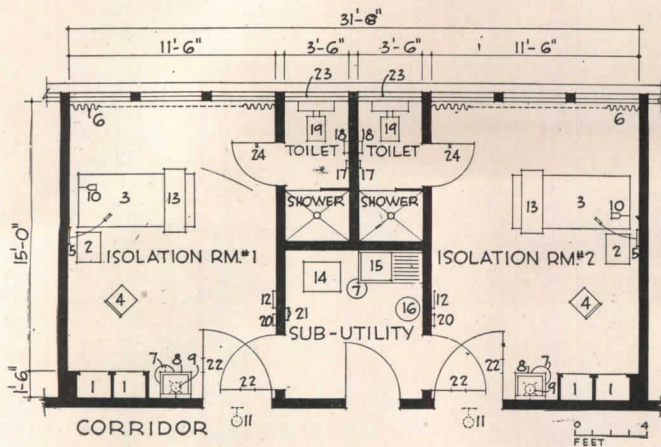 31'-6"
11'-6" 3'-6" 3'-6" 11'-6"
23 23
6 19 18 18 19 6
24 TOILET TOILET 24
17 17
10 3 13 SHOWER SHOWER 13 3 10
5 2 ISOLATION RM.#1 ISOLATION RM.#2 2 5
15'-0"
14 15
4 12 7 16 12 4
20 21 20
SUB-UTILITY
1'-6" 1 1 7 8 9 22 22 22 22 8 7 9 1 1
CORRIDOR 11 11
0 4
FEET